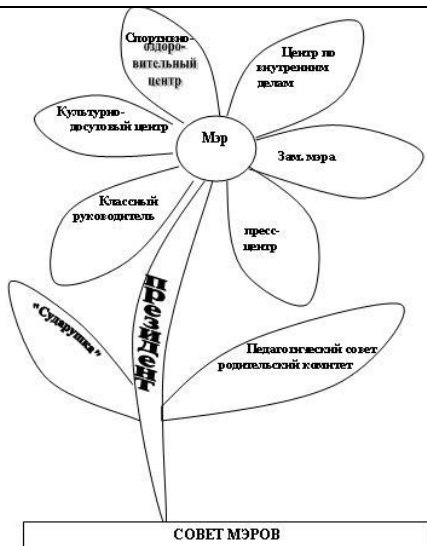 Спортивно-
оздоро-
вительный
центр
Центр по
внутренним
делам
Культурно-
досуговый центр
Мэр
Зам. мэра
Классный
руководитель
пресс-
центр
президент
"Сударушка"
Педагогический совет
родительский комитет
СОВЕТ МЭРОВ